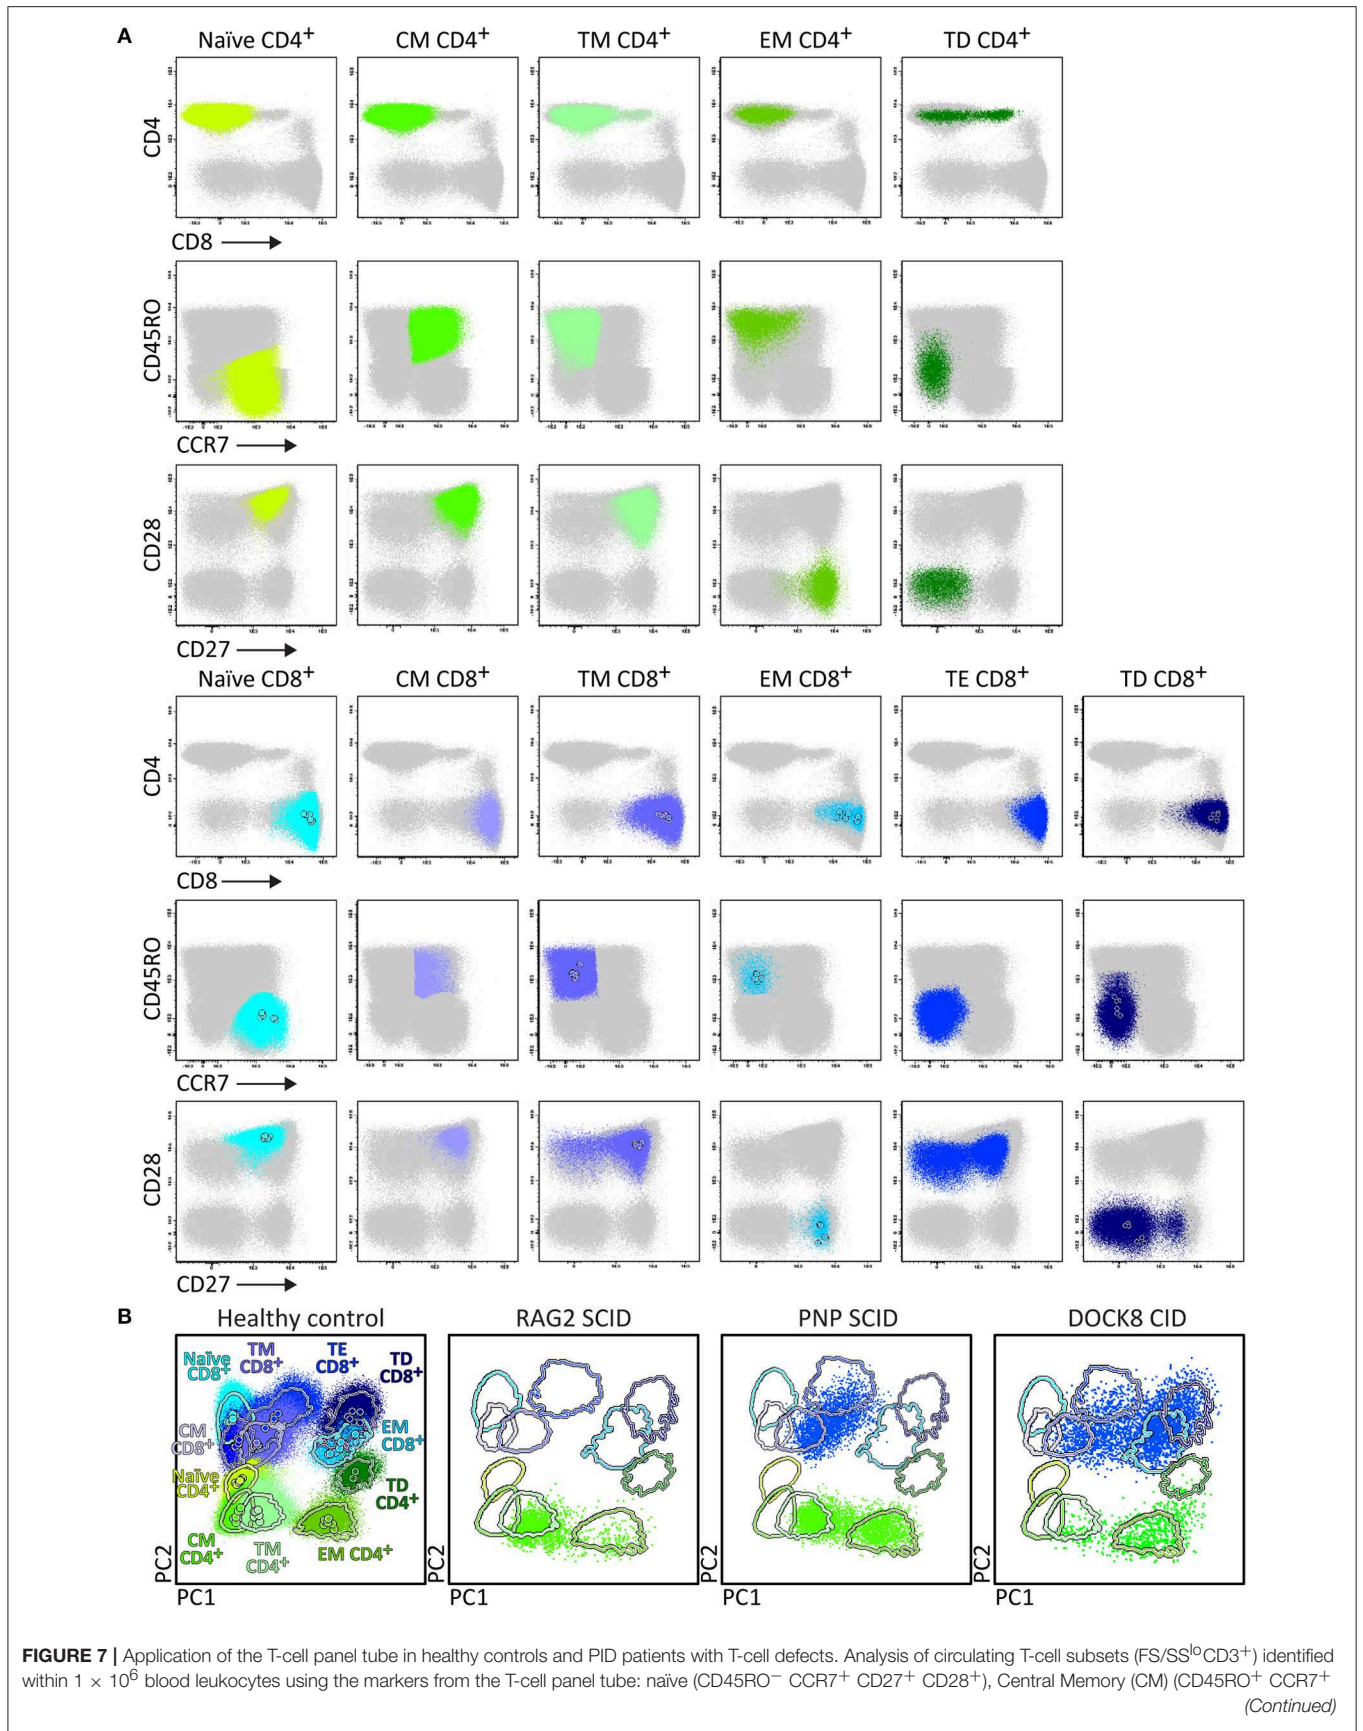 A
Naïve CD4+
CM CD4+
TM CD4+
EM CD4+
TD CD4+
CD4
CD8
CD45RO
CCR7
CD28
CD27
Naïve CD8+
CM CD8+
TM CD8+
EM CD8+
TE CD8+
TD CD8+
CD4
CD8
CD45RO
CCR7
CD28
CD27
B
Healthy control
RAG2 SCID
PNP SCID
DOCK8 CID
Naïve
CD8+
TM
CD8+
TE
CD8+
TD
CD8+
CM
CD8+
EM
CD8+
Naïve
CD4+
TD
CD4+
CM
CD4+
TM
CD4+
EM CD4+
PC2
PC1
PC2
PC1
PC2
PC1
PC2
PC1
FIGURE 7 | Application of the T-cell panel tube in healthy controls and PID patients with T-cell defects. Analysis of circulating T-cell subsets (FS/SSloCD3+) identified
within 1 × 10^6 blood leukocytes using the markers from the T-cell panel tube: naïve (CD45RO− CCR7+ CD27+ CD28+), Central Memory (CM) (CD45RO+ CCR7+
(Continued)